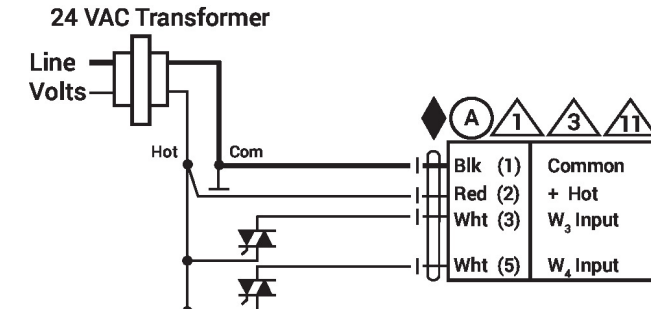 24 VAC Transformer
Line
Volts
A 1 3 11
Hot Com
Blk (1) Common
Red (2) + Hot
Wht (3) W₃ Input
Wht (5) W₄ Input